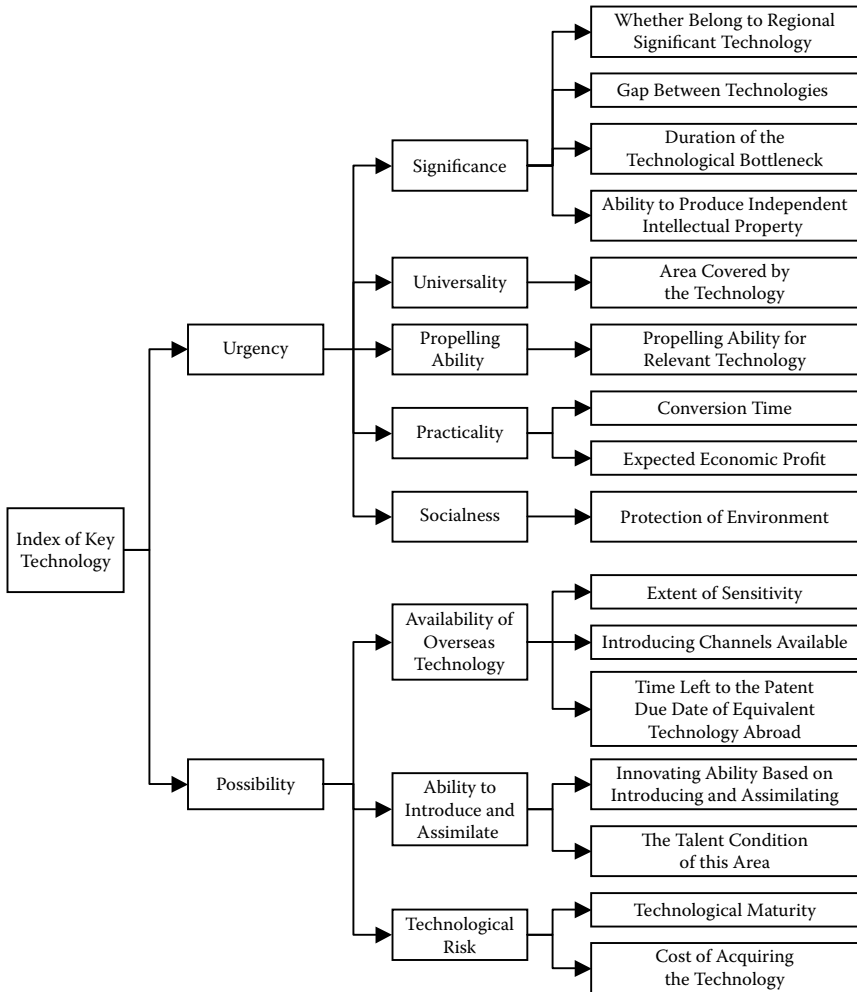 Index of Key
Technology
Urgency
Significance
Whether Belong to Regional
Significant Technology
Gap Between Technologies
Duration of the
Technological Bottleneck
Ability to Produce Independent
Intellectual Property
Universality
Area Covered by
the Technology
Propelling
Ability
Propelling Ability for
Relevant Technology
Practicality
Conversion Time
Expected Economic Profit
Socialness
Protection of Environment
Possibility
Availability of
Overseas
Technology
Extent of Sensitivity
Introducing Channels Available
Time Left to the Patent
Due Date of Equivalent
Technology Abroad
Ability to
Introduce and
Assimilate
Innovating Ability Based on
Introducing and Assimilating
The Talent Condition
of this Area
Technological
Risk
Technological Maturity
Cost of Acquiring
the Technology